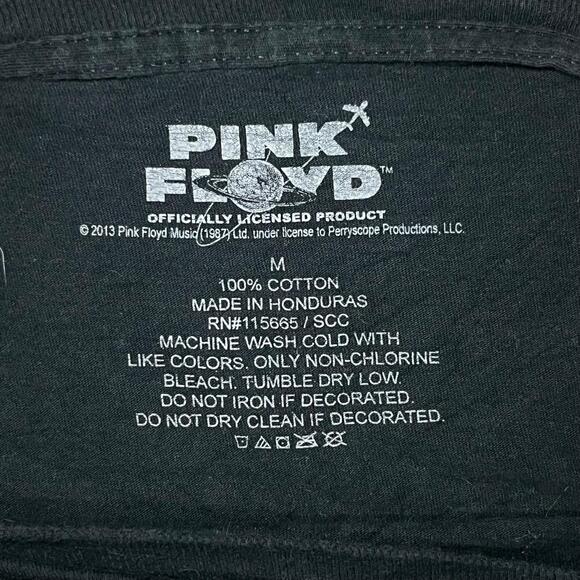 PINK
FLOYD™
OFFICIALLY LICENSED PRODUCT
© 2013 Pink Floyd Music (1987) Ltd. under license to Perryscope Productions, LLC.
M
100% COTTON
MADE IN HONDURAS
RN#115665 / SCC
MACHINE WASH COLD WITH
LIKE COLORS. ONLY NON-CHLORINE
BLEACH. TUMBLE DRY LOW.
DO NOT IRON IF DECORATED.
DO NOT DRY CLEAN IF DECORATED.